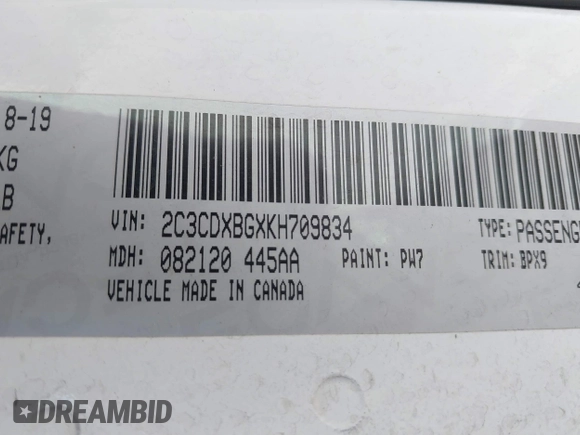 8-19
KG
B
AFETY,
VIN: 2C3CDXBGXKH709834
TYPE: PASSENG
MDH: 082120 445AA
PAINT: PW7
TRIM: BPX9
VEHICLE MADE IN CANADA
DREAMBID